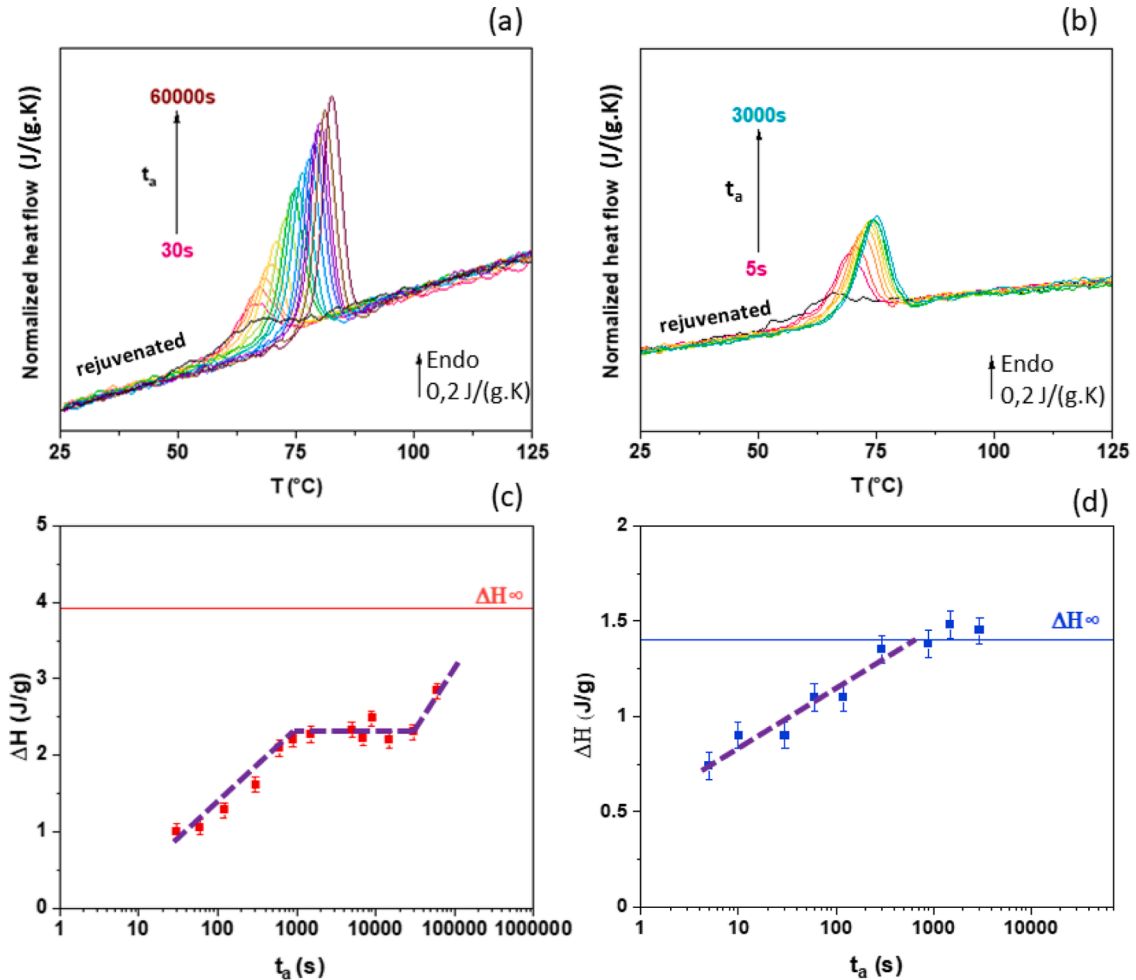 (a)
Normalized heat flow (J/(g.K)
60000s
tₐ
30s
rejuvenated
Endo
0,2 J/(g.K)
25 50 75 100 125
T (°C)
(b)
Normalized heat flow (J/(g.K)
3000s
tₐ
5s
rejuvenated
Endo
0,2 J/(g.K)
25 50 75 100 125
T (°C)
(c)
ΔH (J/g)
5
4
3
2
1
0
ΔH∞
1 10 100 1000 10000 100000 1000000
tₐ (s)
(d)
ΔH (J/g)
2
1.5
1
0.5
0
ΔH∞
1 10 100 1000 10000
tₐ (s)